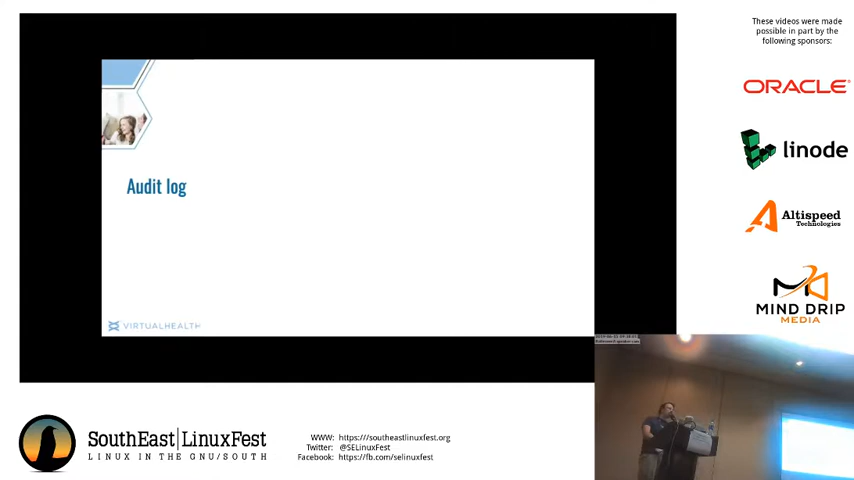 These videos were made
possible in part by the
following sponsors:
ORACLE®
linode
Altispeed
Technologies
MIND DRIP
MEDIA
Audit log
VIRTUALHEALTH
SouthEast|LinuxFest
LINUX IN THE GNU/SOUTH
WWW: https:///southeastlinuxfest.org
Twitter: @SELinuxFest
Facebook: https://fb.com/selinuxfest